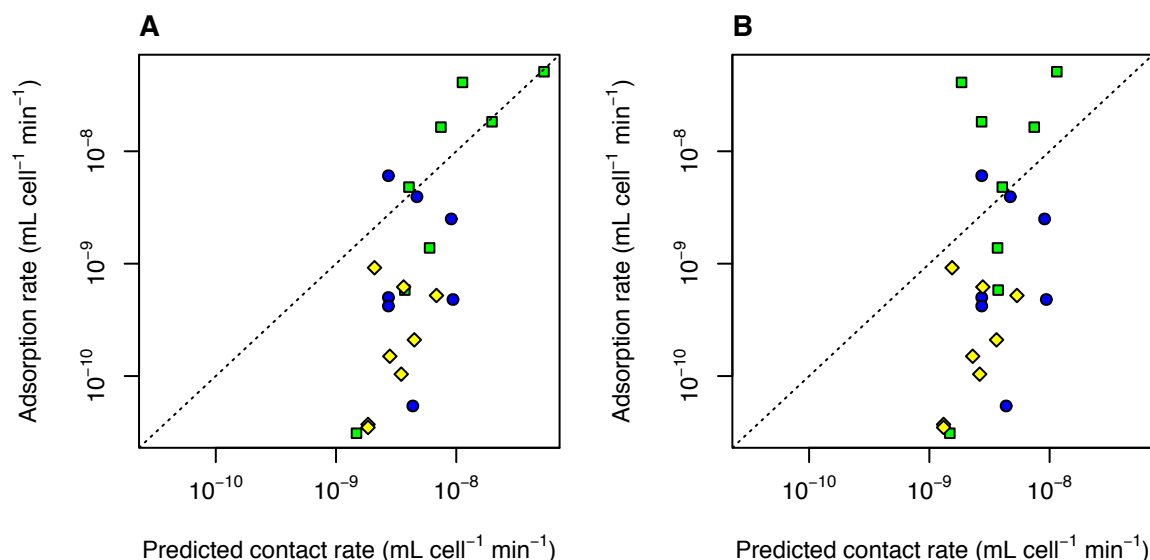 A
Adsorption rate (mL cell⁻¹ min⁻¹)
10⁻⁸
10⁻⁹
10⁻¹⁰
10⁻¹⁰ 10⁻⁹ 10⁻⁸
Predicted contact rate (mL cell⁻¹ min⁻¹)
B
Adsorption rate (mL cell⁻¹ min⁻¹)
10⁻⁸
10⁻⁹
10⁻¹⁰
10⁻¹⁰ 10⁻⁹ 10⁻⁸
Predicted contact rate (mL cell⁻¹ min⁻¹)